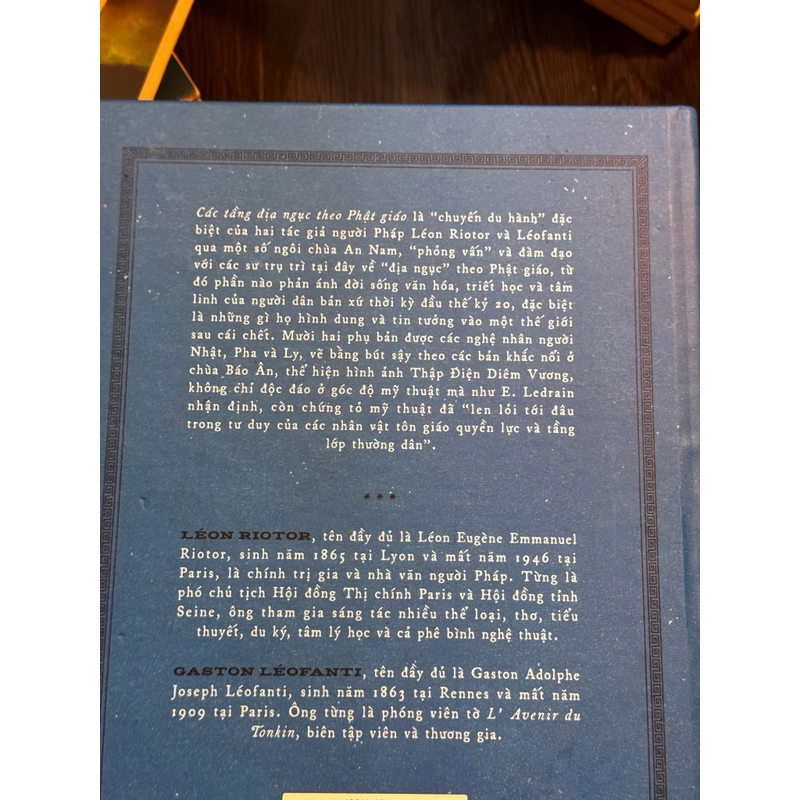 Các tầng địa ngục theo Phật giáo là “chuyến du hành” đặc
biệt của hai tác giả người Pháp Léon Riotor và Léofanti
qua một số ngôi chùa An Nam, “phỏng vấn” và đàm đạo
với các sư trụ trì tại đây về “địa ngục” theo Phật giáo, từ
đó phần nào phản ánh đời sống văn hóa, triết học và tâm
linh của người dân bản xứ thời kỳ đầu thế kỷ 20, đặc biệt
là những gì họ hình dung và tin tưởng vào một thế giới
sau cái chết. Mười hai phụ bản được các nghệ nhân người
Nhật, Pha và Ly, vẽ bằng bút sậy theo các bản khắc nổi ở
chùa Báo Ân, thể hiện hình ảnh Thập Điện Diêm Vương,
không chỉ độc đáo ở góc độ mỹ thuật mà như E. Ledrain
nhận định, còn chứng tỏ mỹ thuật đã “len lỏi tới đâu
trong tư duy của các nhân vật tôn giáo quyền lực và tầng
lớp thường dân”.
***
LÉON RIOTOR, tên đầy đủ là Léon Eugène Emmanuel
Riotor, sinh năm 1865 tại Lyon và mất năm 1946 tại
Paris, là chính trị gia và nhà văn người Pháp. Từng là
phó chủ tịch Hội đồng Thị chính Paris và Hội đồng tỉnh
Seine, ông tham gia sáng tác nhiều thể loại, thơ, tiểu
thuyết, du ký, tâm lý học và cả phê bình nghệ thuật.
GASTON LÉOFANTI, tên đầy đủ là Gaston Adolphe
Joseph Léofanti, sinh năm 1863 tại Rennes và mất năm
1909 tại Paris. Ông từng là phóng viên tờ L' Avenir du
Tonkin, biên tập viên và thương gia.